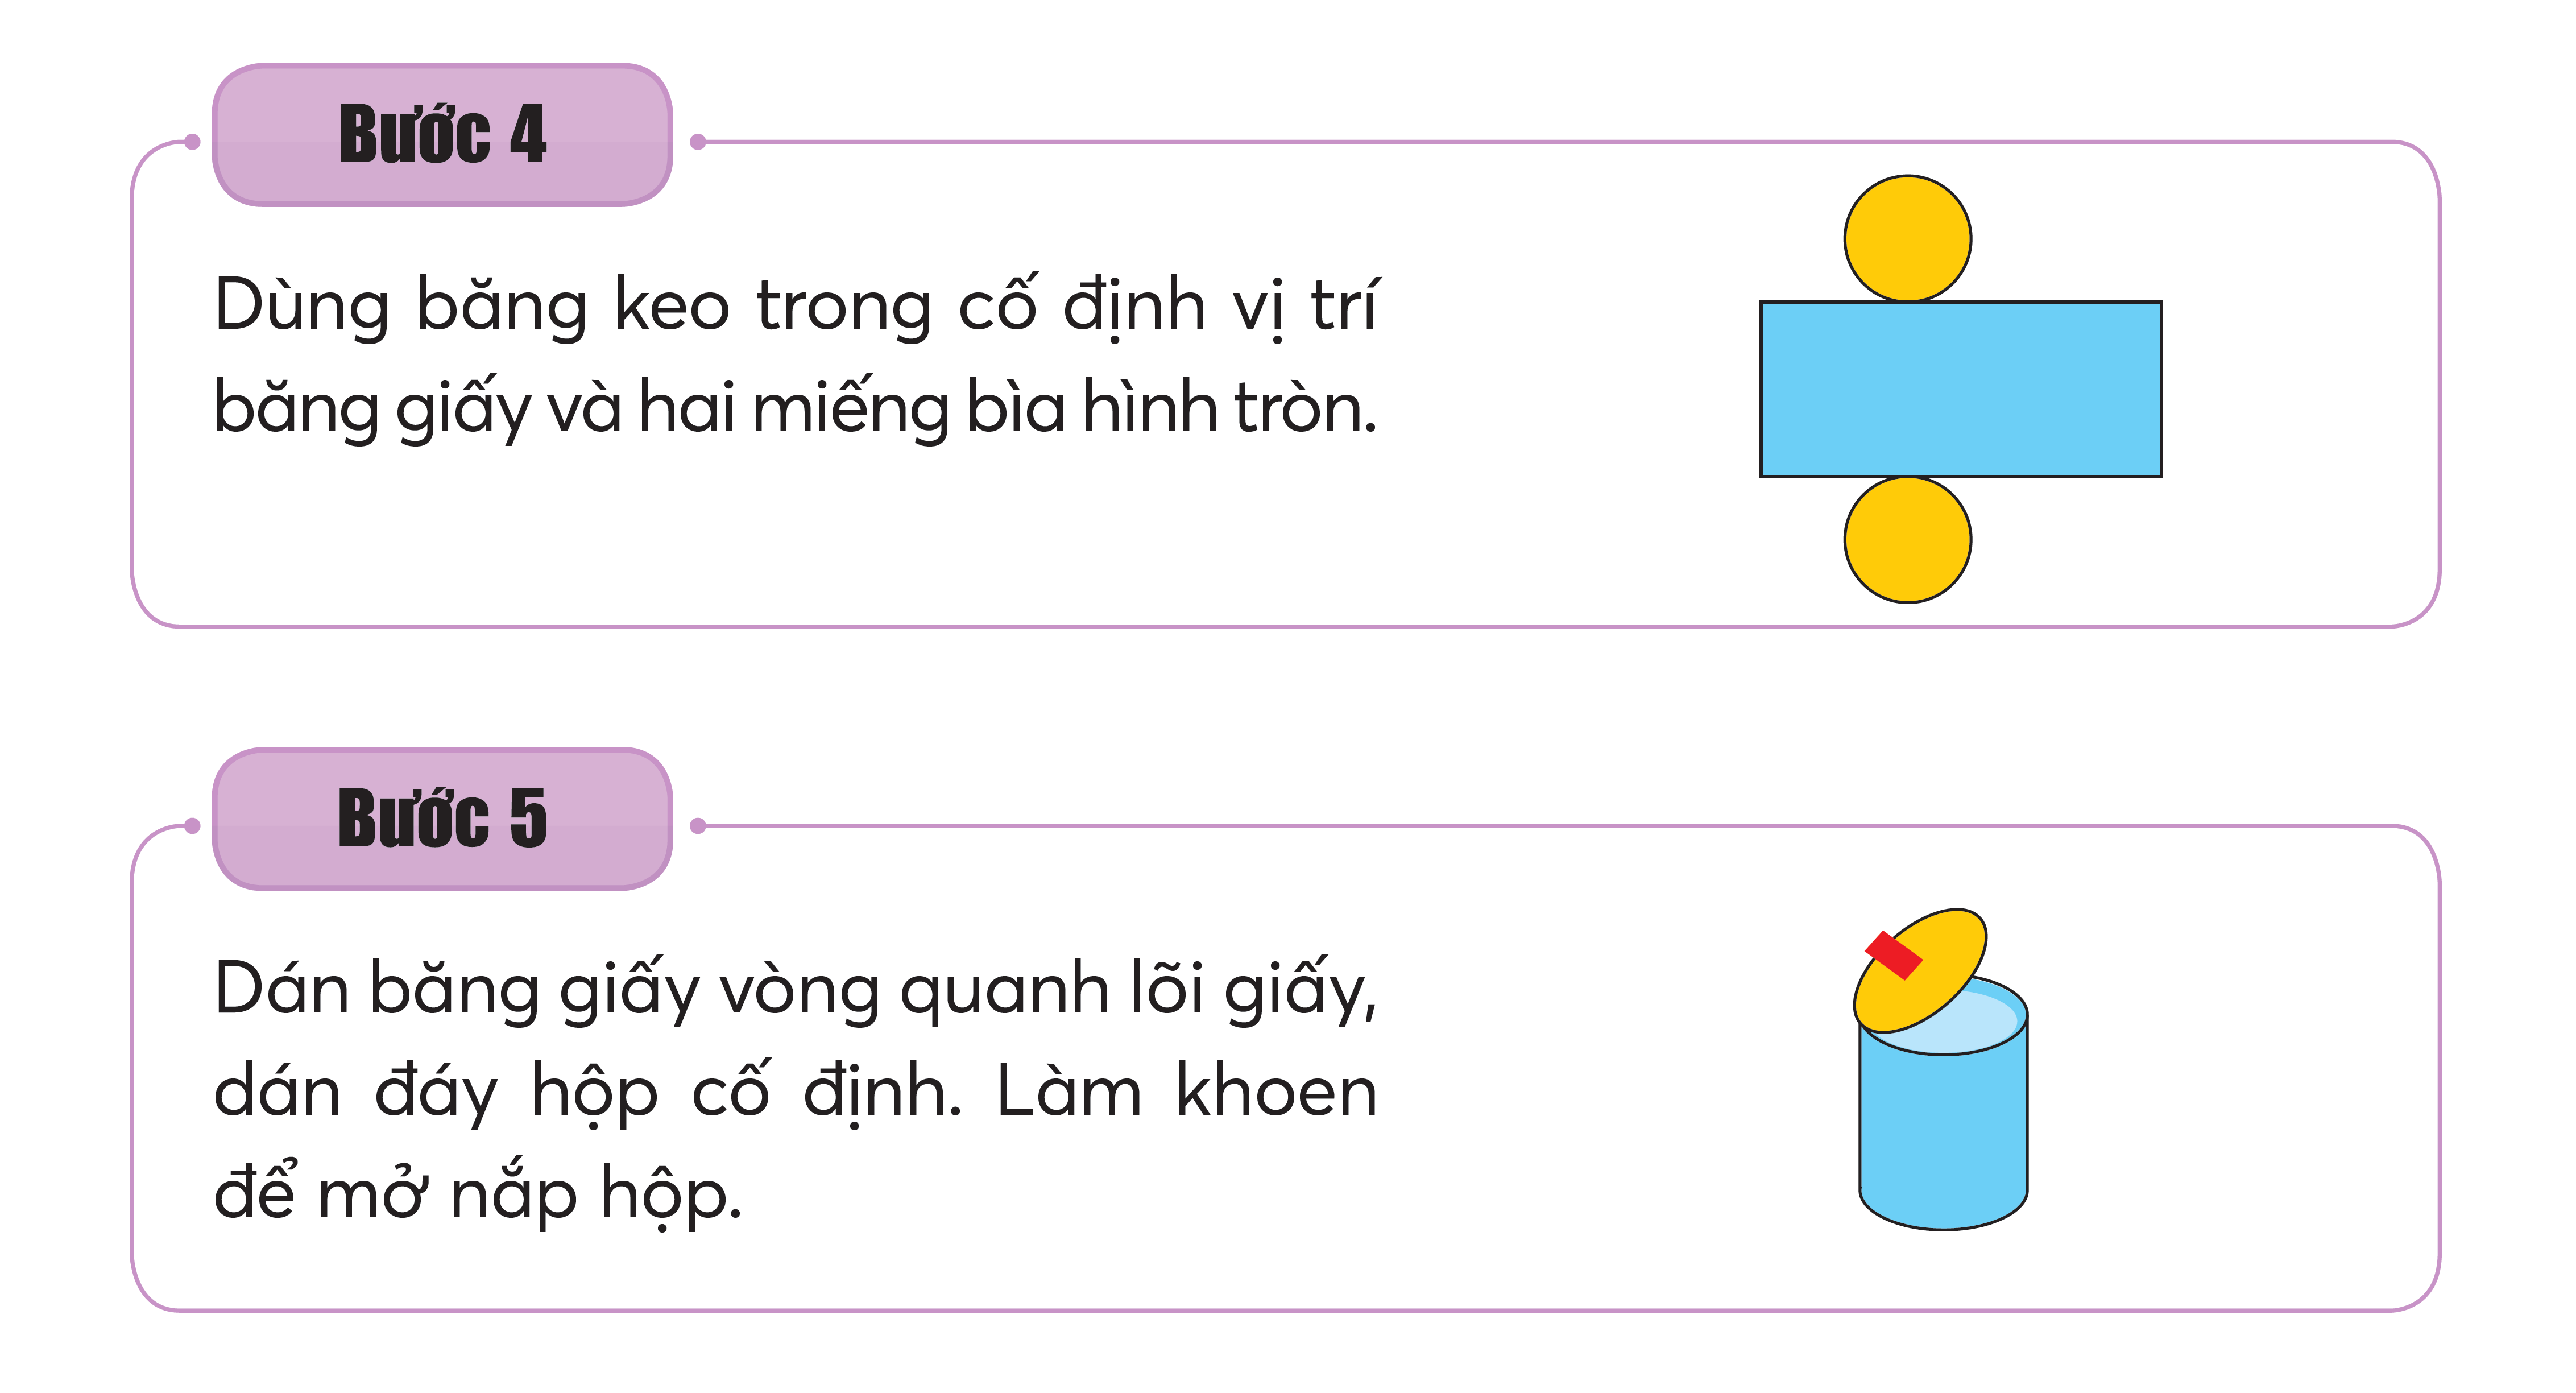 Bước 4
Dùng băng keo trong cố định vị trí
băng giấy và hai miếng bìa hình tròn.
Bước 5
Dán băng giấy vòng quanh lõi giấy,
dán đáy hộp cố định. Làm khoen
để mở nắp hộp.